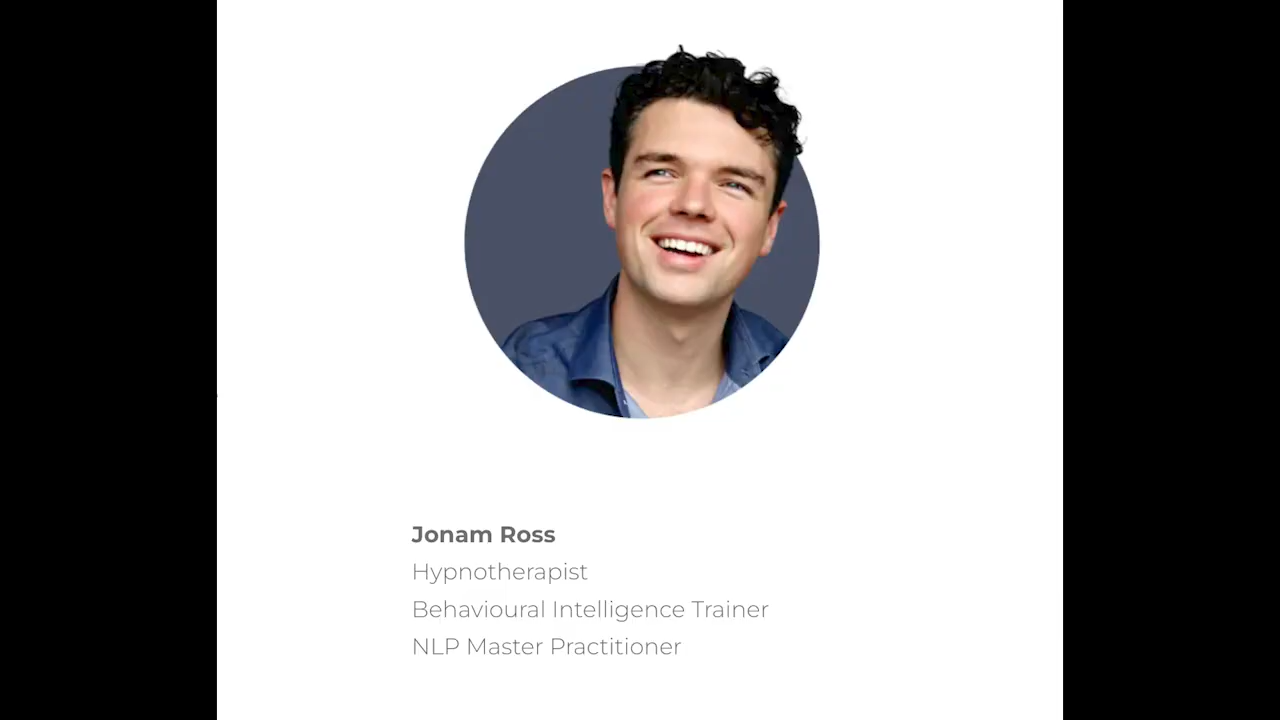 Jonam Ross
Hypnotherapist
Behavioural Intelligence Trainer
NLP Master Practitioner